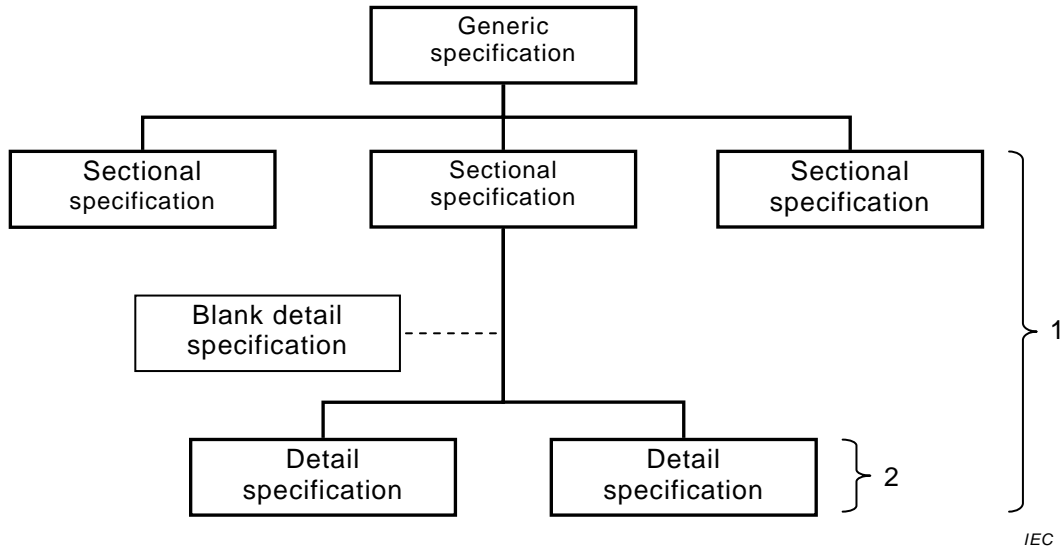 Generic
specification
Sectional
specification
Sectional
specification
Sectional
specification
1
Blank detail
specification
Detail
specification
Detail
specification
2
IEC